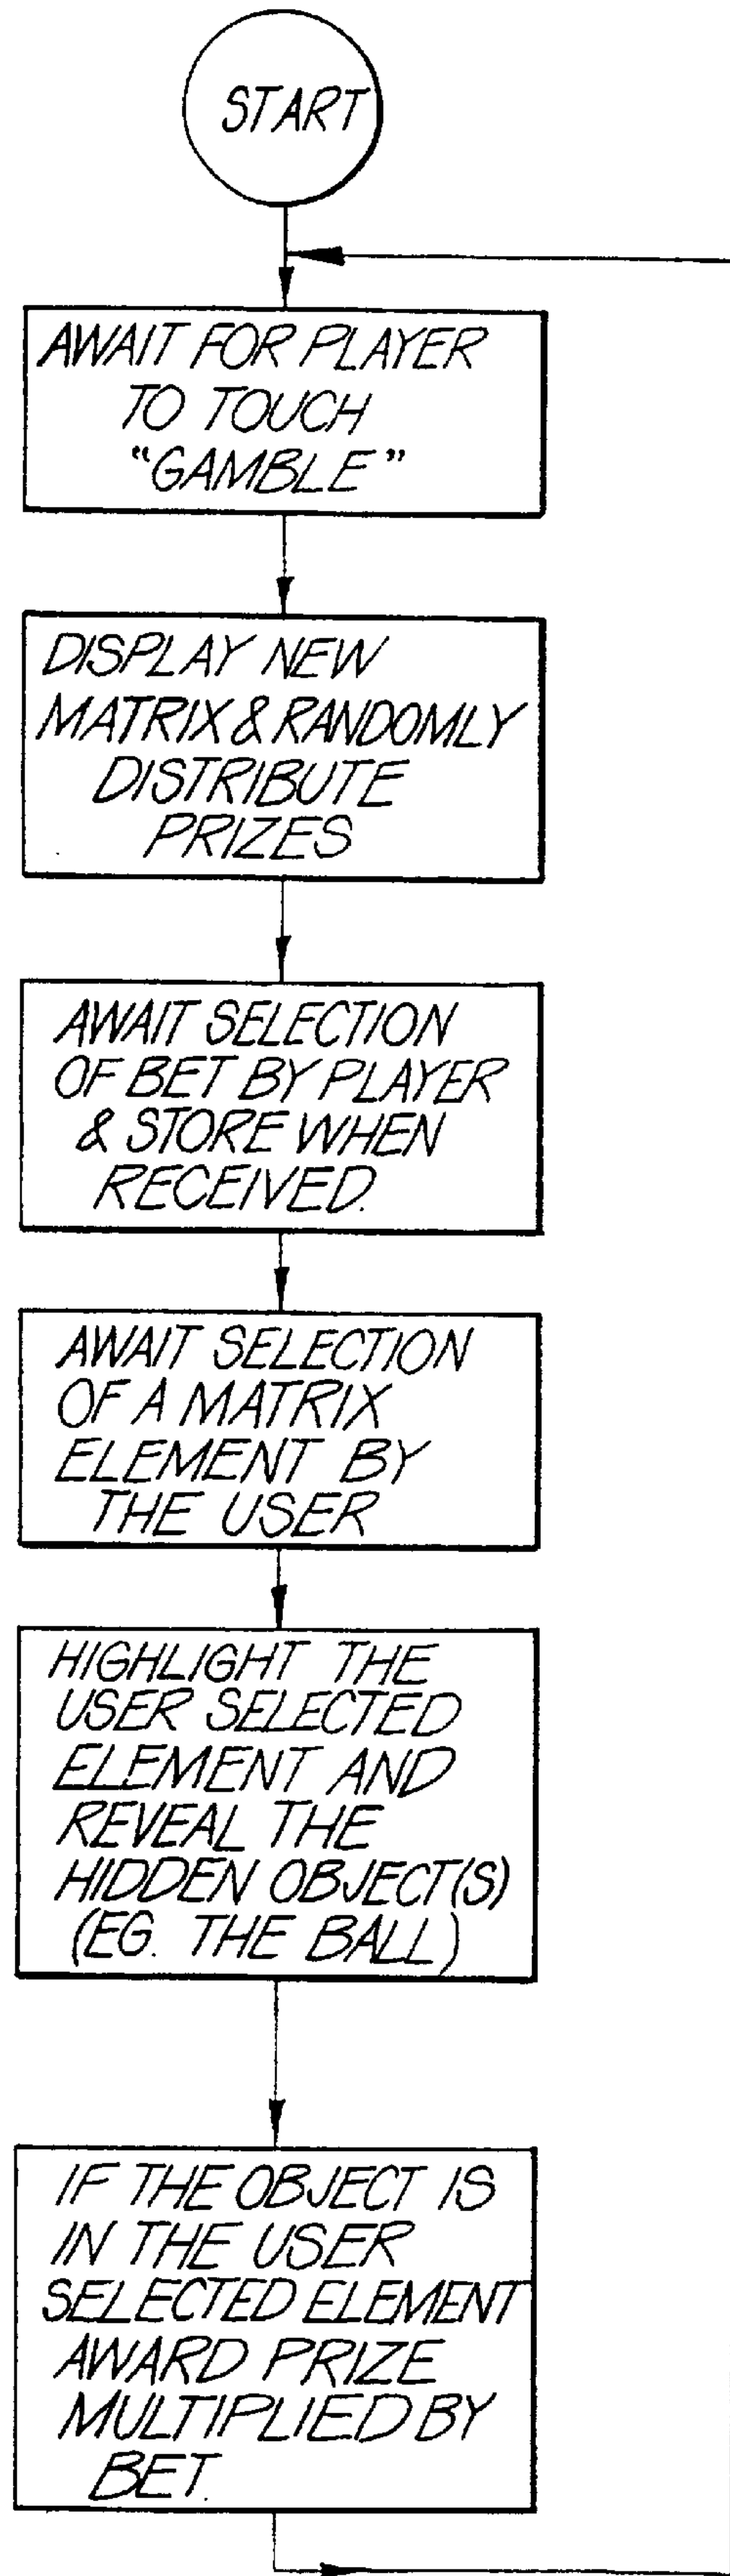 START
AWAIT FOR PLAYER
TO TOUCH
"GAMBLE"
DISPLAY NEW
MATRIX & RANDOMLY
DISTRIBUTE
PRIZES
AWAIT SELECTION
OF BET BY PLAYER
& STORE WHEN
RECEIVED.
AWAIT SELECTION
OF A MATRIX
ELEMENT BY
THE USER
HIGHLIGHT THE
USER SELECTED
ELEMENT AND
REVEAL THE
HIDDEN OBJECT(S)
(EG. THE BALL)
IF THE OBJECT IS
IN THE USER
SELECTED ELEMENT
AWARD PRIZE
MULTIPLIED BY
BET.